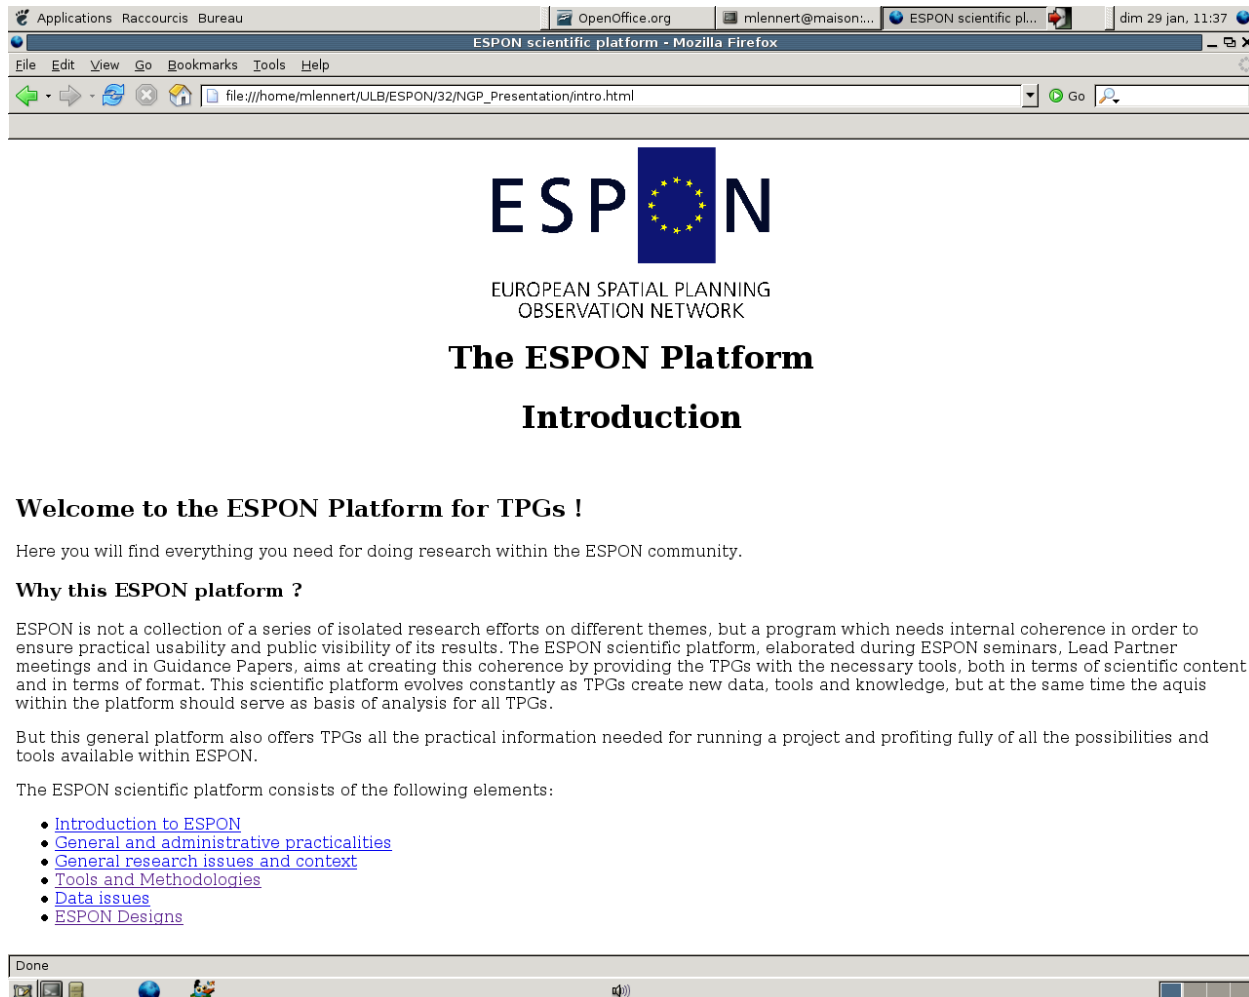 Applications Raccourcis Bureau
OpenOffice.org
mlennert@maison:...
ESPON scientific pl...
dim 29 jan, 11:37
ESPON scientific platform - Mozilla Firefox
File Edit View Go Bookmarks Tools Help
file:///home/mlennert/ULB/ESPON/32/NGP_Presentation/intro.html
Go
ESPON
EUROPEAN SPATIAL PLANNING
OBSERVATION NETWORK
The ESPON Platform
Introduction
Welcome to the ESPON Platform for TPGs !
Here you will find everything you need for doing research within the ESPON community.
Why this ESPON platform ?
ESPON is not a collection of a series of isolated research efforts on different themes, but a program which needs internal coherence in order to
ensure practical usability and public visibility of its results. The ESPON scientific platform, elaborated during ESPON seminars, Lead Partner
meetings and in Guidance Papers, aims at creating this coherence by providing the TPGs with the necessary tools, both in terms of scientific content
and in terms of format. This scientific platform evolves constantly as TPGs create new data, tools and knowledge, but at the same time the aquis
within the platform should serve as basis of analysis for all TPGs.
But this general platform also offers TPGs all the practical information needed for running a project and profiting fully of all the possibilities and
tools available within ESPON.
The ESPON scientific platform consists of the following elements:
Introduction to ESPON
General and administrative practicalities
General research issues and context
Tools and Methodologies
Data issues
ESPON Designs
Done